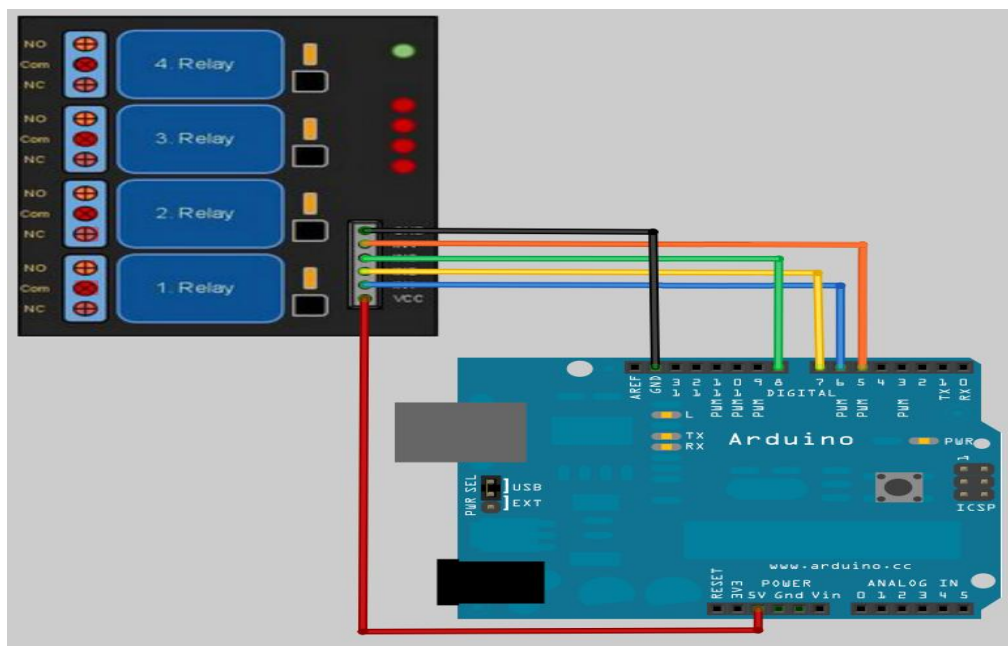 NO
Com
NC
4. Relay
NO
Com
NC
3. Relay
NO
Com
NC
2. Relay
NO
Com
NC
1. Relay
VCC
AREF
GND
13
12
11
10
9
8
7
6
5
4
3
2
1
0
PWM
PWM
PWM
PWM
PWM
PWM
TX
RX
DIGITAL
L
TX
RX
Arduino
PWR
1
ICSP
PWR SEL
USB
EXT
www.arduino.cc
POWER
ANALOG IN
RESET
3V3
5V Gnd Vin
0 1 2 3 4 5